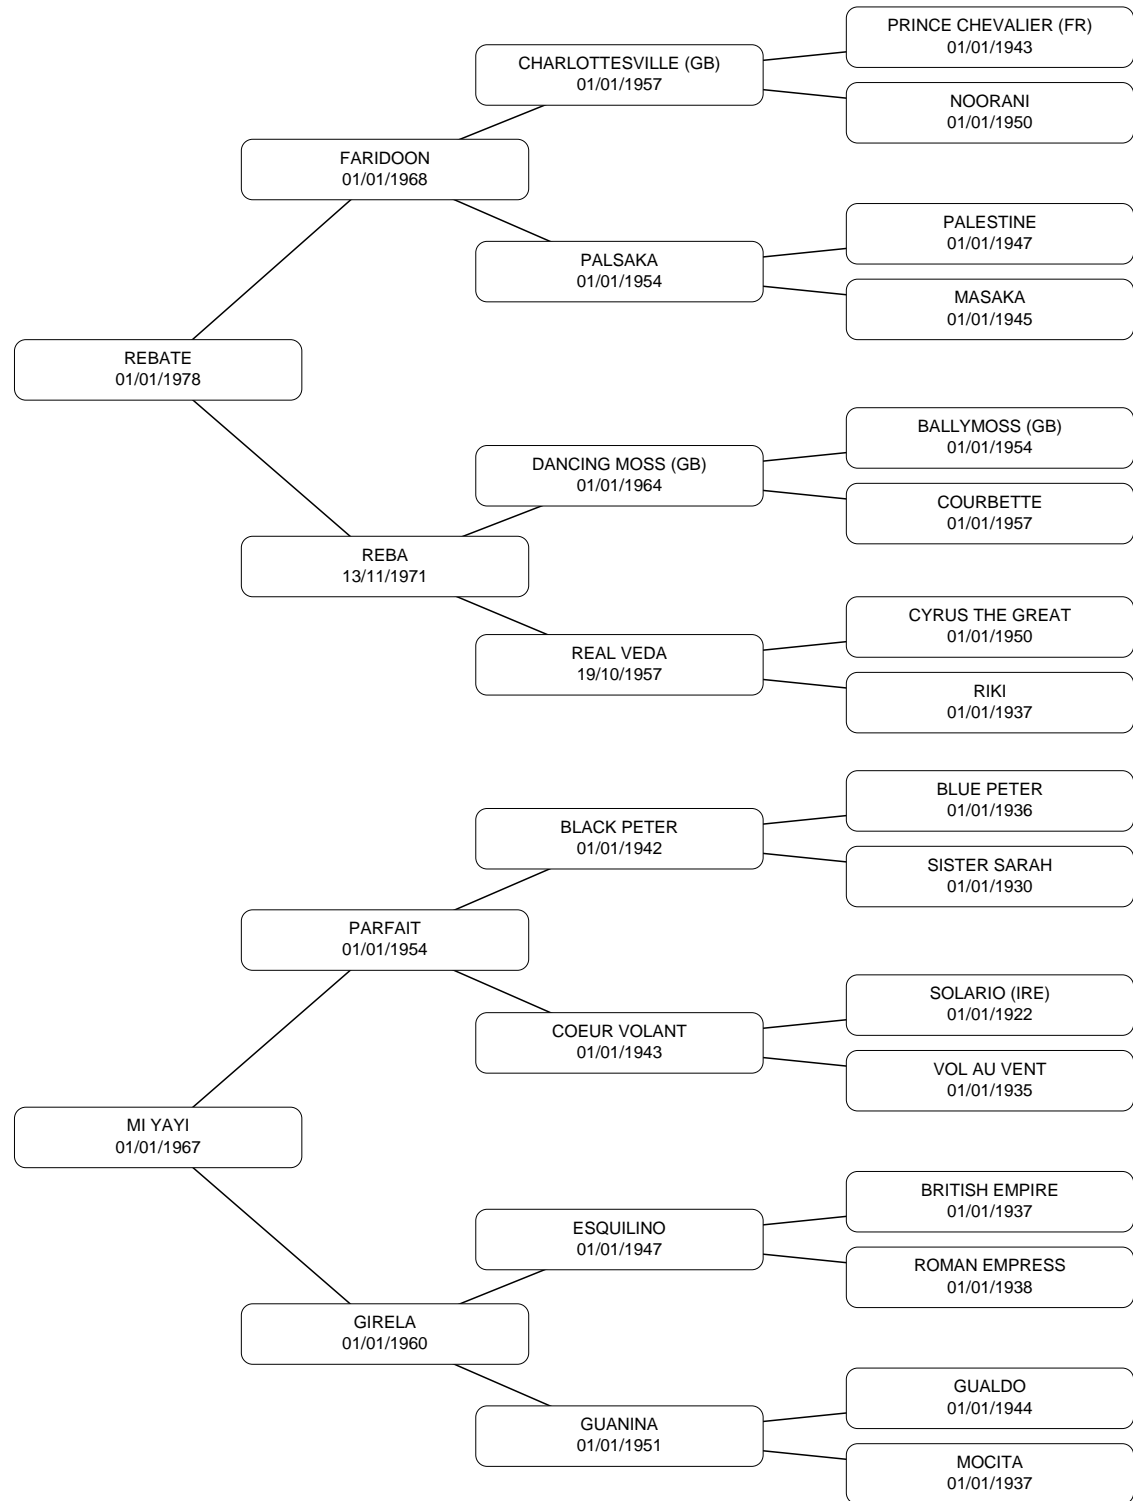 PRINCE CHEVALIER (FR)
01/01/1943
CHARLOTTESVILLE (GB)
01/01/1957
NOORANI
01/01/1950
FARIDOON
01/01/1968
PALESTINE
01/01/1947
PALSAKA
01/01/1954
MASAKA
01/01/1945
REBATE
01/01/1978
BALLYMOSS (GB)
01/01/1954
DANCING MOSS (GB)
01/01/1964
COURBETTE
01/01/1957
REBA
13/11/1971
CYRUS THE GREAT
01/01/1950
REAL VEDA
19/10/1957
RIKI
01/01/1937
BLUE PETER
01/01/1936
BLACK PETER
01/01/1942
SISTER SARAH
01/01/1930
PARFAIT
01/01/1954
SOLARIO (IRE)
01/01/1922
COEUR VOLANT
01/01/1943
VOL AU VENT
01/01/1935
MI YAYI
01/01/1967
BRITISH EMPIRE
01/01/1937
ESQUILINO
01/01/1947
ROMAN EMPRESS
01/01/1938
GIRELA
01/01/1960
GUALDO
01/01/1944
GUANINA
01/01/1951
MOCITA
01/01/1937